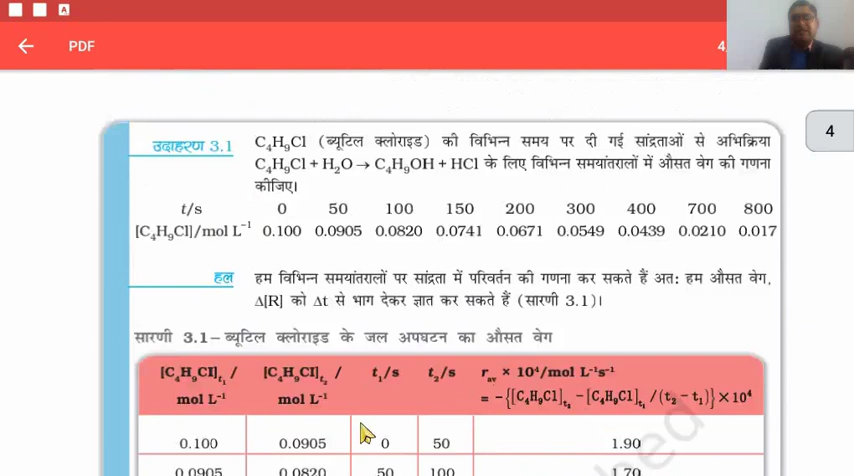 A
PDF
4
4
उदाहरण 3.1
C₄H₉Cl (ब्यूटिल क्लोराइड) की विभिन्न समय पर दी गई सांद्रताओं से अभिक्रिया
C₄H₉Cl + H₂O → C₄H₉OH + HCl के लिए विभिन्न समयांतरालों में औसत वेग की गणना
कीजिए।
t/s 0 50 100 150 200 300 400 700 800
[C₄H₉Cl]/mol L⁻¹ 0.100 0.0905 0.0820 0.0741 0.0671 0.0549 0.0439 0.0210 0.017
हल
हम विभिन्न समयांतरालों पर सांद्रता में परिवर्तन की गणना कर सकते हैं अत: हम औसत वेग,
Δ[R] को Δt से भाग देकर ज्ञात कर सकते हैं (सारणी 3.1)।
सारणी 3.1– ब्यूटिल क्लोराइड के जल अपघटन का औसत वेग
[C₄H₉Cl]t₁ / [C₄H₉Cl]t₂ / t₁/s t₂/s rav × 10⁴/mol L⁻¹s⁻¹
mol L⁻¹ mol L⁻¹ = –{[C₄H₉Cl]t₂ – [C₄H₉Cl]t₁ / (t₂ – t₁)} × 10⁴
0.100 0.0905 0 50 1.90
0.0905 0.0820 50 100 1.70